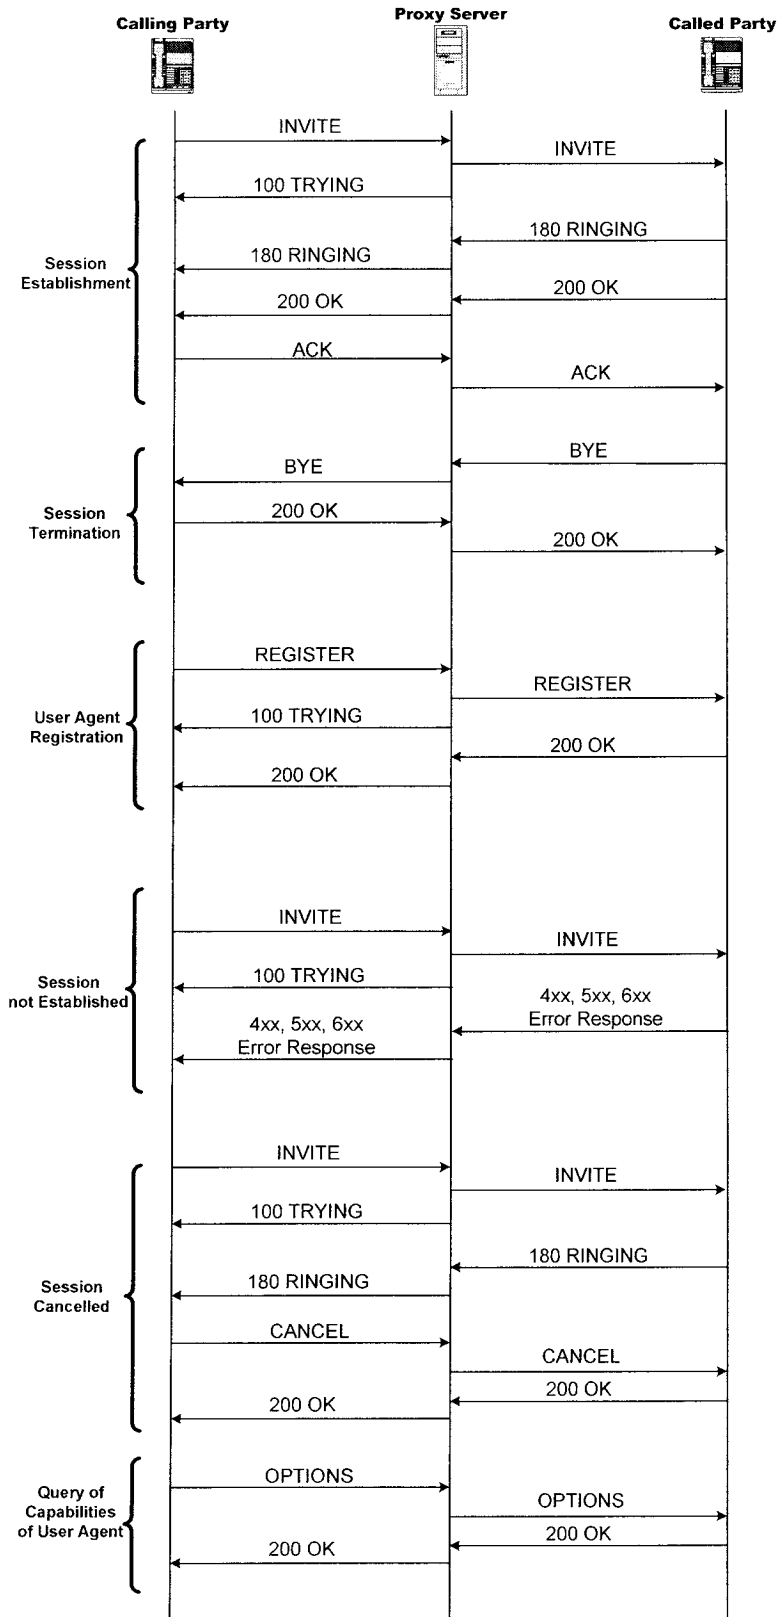 Calling Party
Proxy Server
Called Party
INVITE
INVITE
100 TRYING
180 RINGING
180 RINGING
Session
Establishment
200 OK
200 OK
ACK
ACK
BYE
BYE
Session
Termination
200 OK
200 OK
REGISTER
REGISTER
User Agent
Registration
100 TRYING
200 OK
200 OK
INVITE
INVITE
Session
not Established
100 TRYING
4xx, 5xx, 6xx
Error Response
4xx, 5xx, 6xx
Error Response
INVITE
INVITE
100 TRYING
180 RINGING
Session
Cancelled
180 RINGING
CANCEL
CANCEL
200 OK
200 OK
OPTIONS
Query of
Capabilities
of User Agent
OPTIONS
200 OK
200 OK